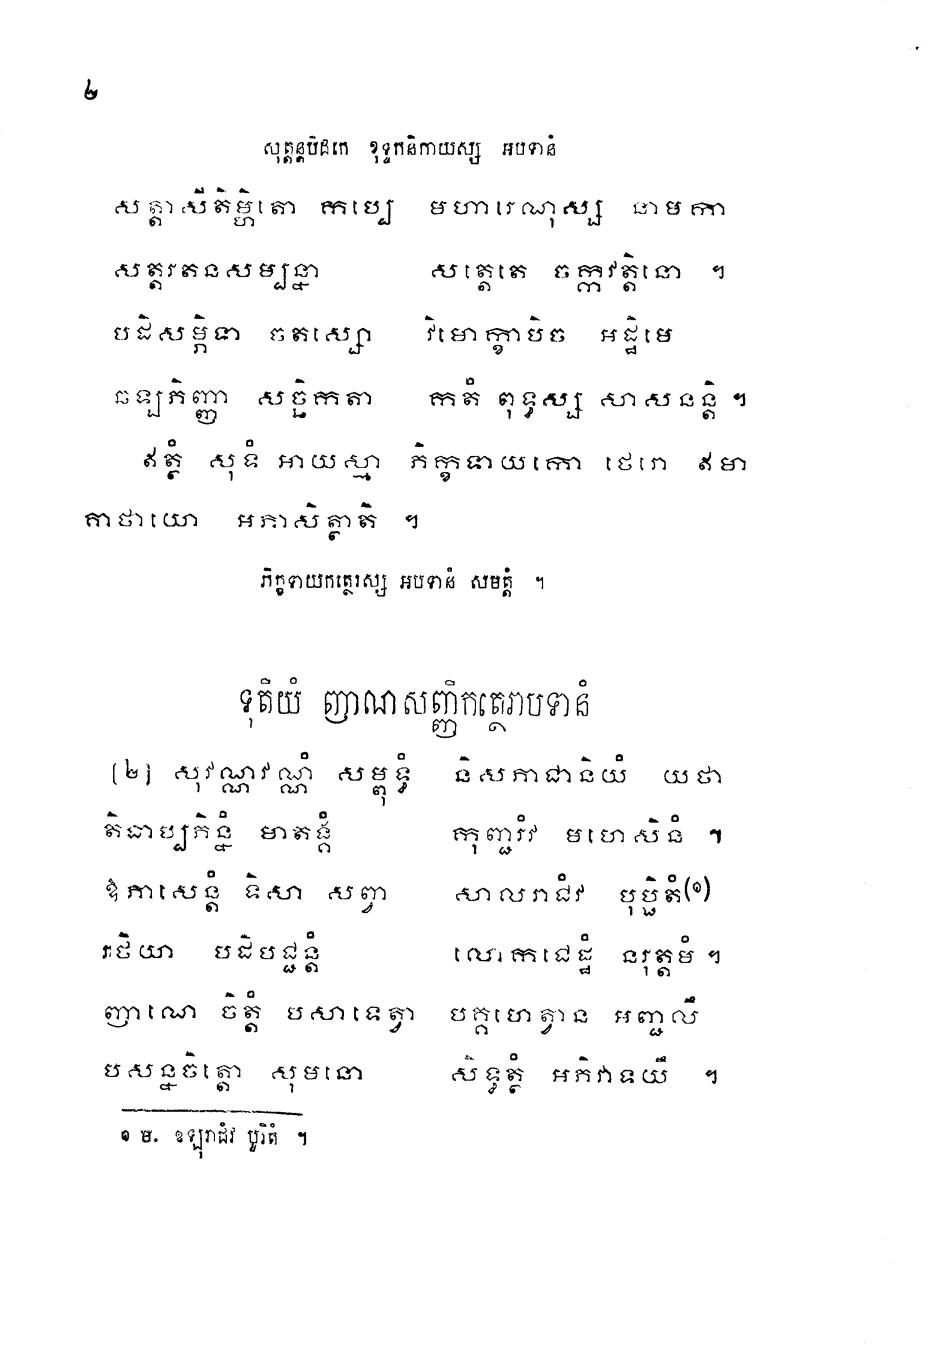 ២
សុត្តន្តបិដកេ ខុទ្ទកនិកាយស្ស អបទានំ
សត្តាសីតិម្ហិតោ កប្បេ មហារេណុស្ស នាមកា
សត្តរតនសម្បន្នា សត្តេតេ ចក្កវត្តិនោ ។
បដិសម្ភិទា ចតស្សោ វិមោក្ខាបិច អដ្ឋិមេ
ឆឡភិញ្ញា សច្ឆិកតា កតំ ពុទ្ធស្ស សាសនន្តិ ។
ឥត្ថំ សុទំ អាយស្មា ភិក្ខទាយកោ ថេរោ ឥមា
គាថាយោ អភាសិត្ថាតិ ។
ភិក្ខទាយកត្ថេរស្ស អបទានំ សមត្តំ ។
ទុតិយំ ញាណសញ្ញិកត្ថេរាបទានំ
[២] សុវណ្ណវណ្ណំ សម្ពុទ្ធំ និសភាជានិយំ យថា
តិធាប្បភិន្នំ មាតង្គំ កុញ្ជរំវ មហេសិនំ ។
ឱភាសេន្តំ ទិសា សព្វា សាលរាជំវ បុប្ផិតំ(១)
រថិយា បដិបជ្ជន្តំ លោកជេដ្ឋំ នរុត្តមំ ។
ញាណេ ចិត្តំ បសាទេត្វា បគ្គហេត្វាន អញ្ជលឹ
បសន្នចិត្តោ សុមនោ សិទ្ធត្ថំ អភិវាទយឹ ។
១ ម. ឧឡុរាជំវ បូរិតំ ។